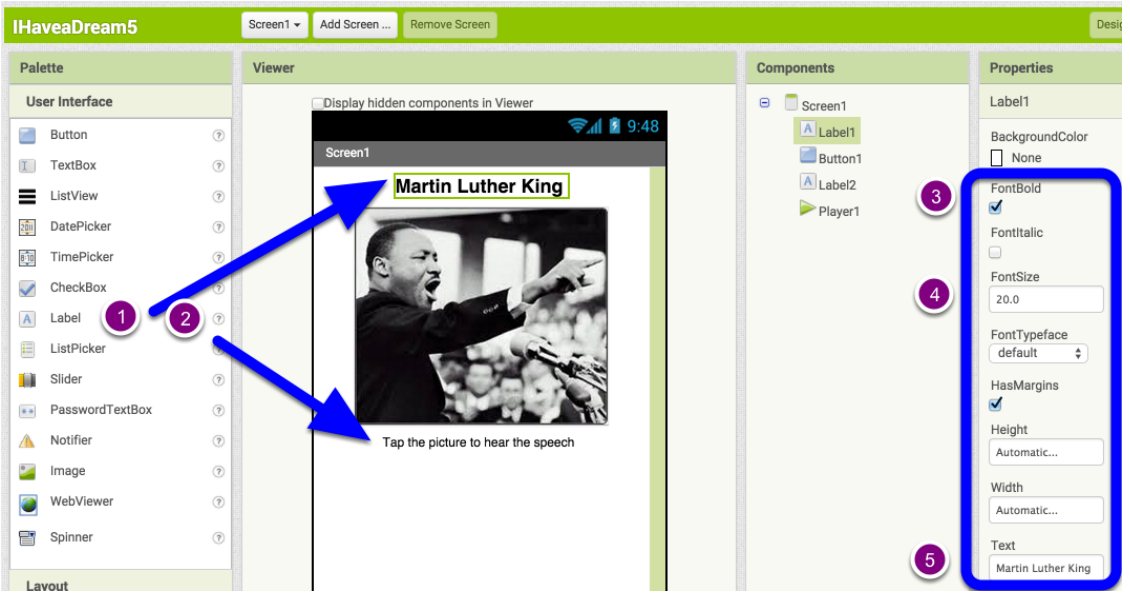 IHaveaDream5
Screen1
Add Screen ...
Remove Screen
Palette
Viewer
Components
Properties
User Interface
Button
TextBox
ListView
DatePicker
TimePicker
CheckBox
Label
ListPicker
Slider
PasswordTextBox
Notifier
Image
WebViewer
Spinner
Layout
1
2
Display hidden components in Viewer
9:48
Screen1
Martin Luther King
Tap the picture to hear the speech
Screen1
Label1
Button1
Label2
Player1
Label1
BackgroundColor
None
3
FontBold
FontItalic
4
FontSize
20.0
FontTypeface
default
HasMargins
Height
Automatic...
Width
Automatic...
5
Text
Martin Luther King